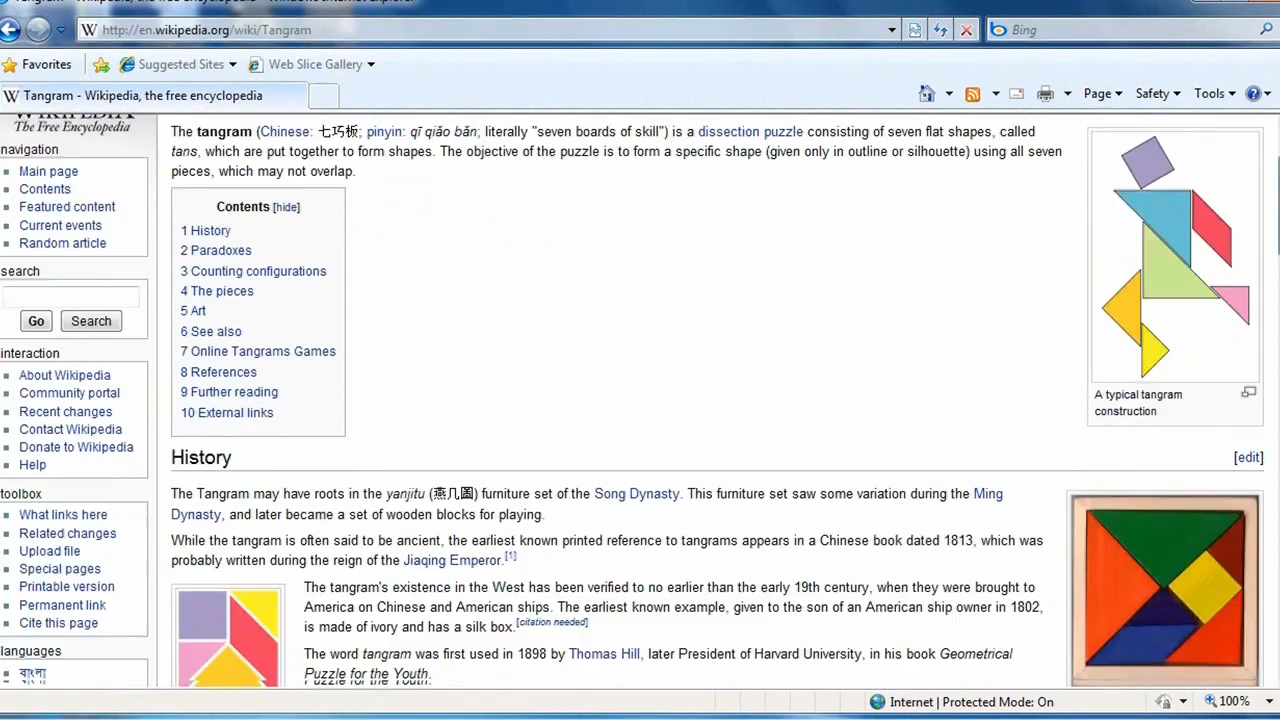 http://en.wikipedia.org/wiki/Tangram
Bing
Favorites
Suggested Sites
Web Slice Gallery
Tangram - Wikipedia, the free encyclopedia
Page
Safety
Tools
The Free Encyclopedia
navigation
Main page
Contents
Featured content
Current events
Random article
search
Go
Search
interaction
About Wikipedia
Community portal
Recent changes
Contact Wikipedia
Donate to Wikipedia
Help
toolbox
What links here
Related changes
Upload file
Special pages
Printable version
Permanent link
Cite this page
languages
বাংলা
The tangram (Chinese: 七巧板; pinyin: qī qiǎo bǎn; literally "seven boards of skill") is a dissection puzzle consisting of seven flat shapes, called
tans, which are put together to form shapes. The objective of the puzzle is to form a specific shape (given only in outline or silhouette) using all seven
pieces, which may not overlap.
Contents [hide]
1 History
2 Paradoxes
3 Counting configurations
4 The pieces
5 Art
6 See also
7 Online Tangrams Games
8 References
9 Further reading
10 External links
A typical tangram
construction
History
[edit]
The Tangram may have roots in the yanjitu (燕几圖) furniture set of the Song Dynasty. This furniture set saw some variation during the Ming
Dynasty, and later became a set of wooden blocks for playing.
While the tangram is often said to be ancient, the earliest known printed reference to tangrams appears in a Chinese book dated 1813, which was
probably written during the reign of the Jiaqing Emperor.[1]
The tangram's existence in the West has been verified to no earlier than the early 19th century, when they were brought to
America on Chinese and American ships. The earliest known example, given to the son of an American ship owner in 1802,
is made of ivory and has a silk box.[citation needed]
The word tangram was first used in 1898 by Thomas Hill, later President of Harvard University, in his book Geometrical
Puzzle for the Youth.
Internet | Protected Mode: On
100%